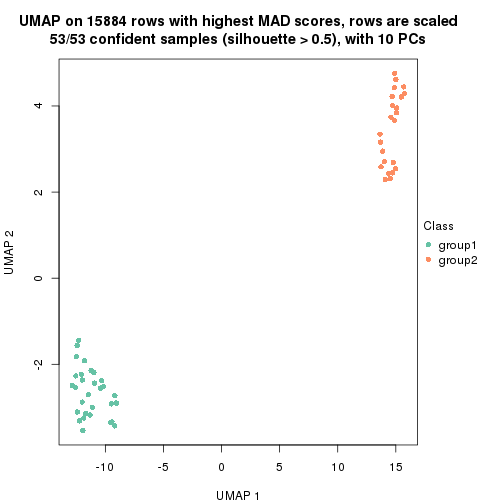 UMAP on 15884 rows with highest MAD scores, rows are scaled
53/53 confident samples (silhouette > 0.5), with 10 PCs
4
2
0
-2
UMAP 2
Class
group1
group2
-10
-5
0
5
10
15
UMAP 1